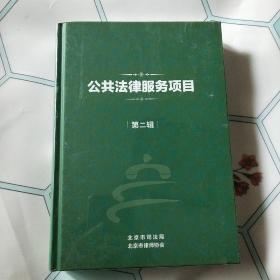 公共法律服务项目
第二辑
北京市司法局
北京市律师协会